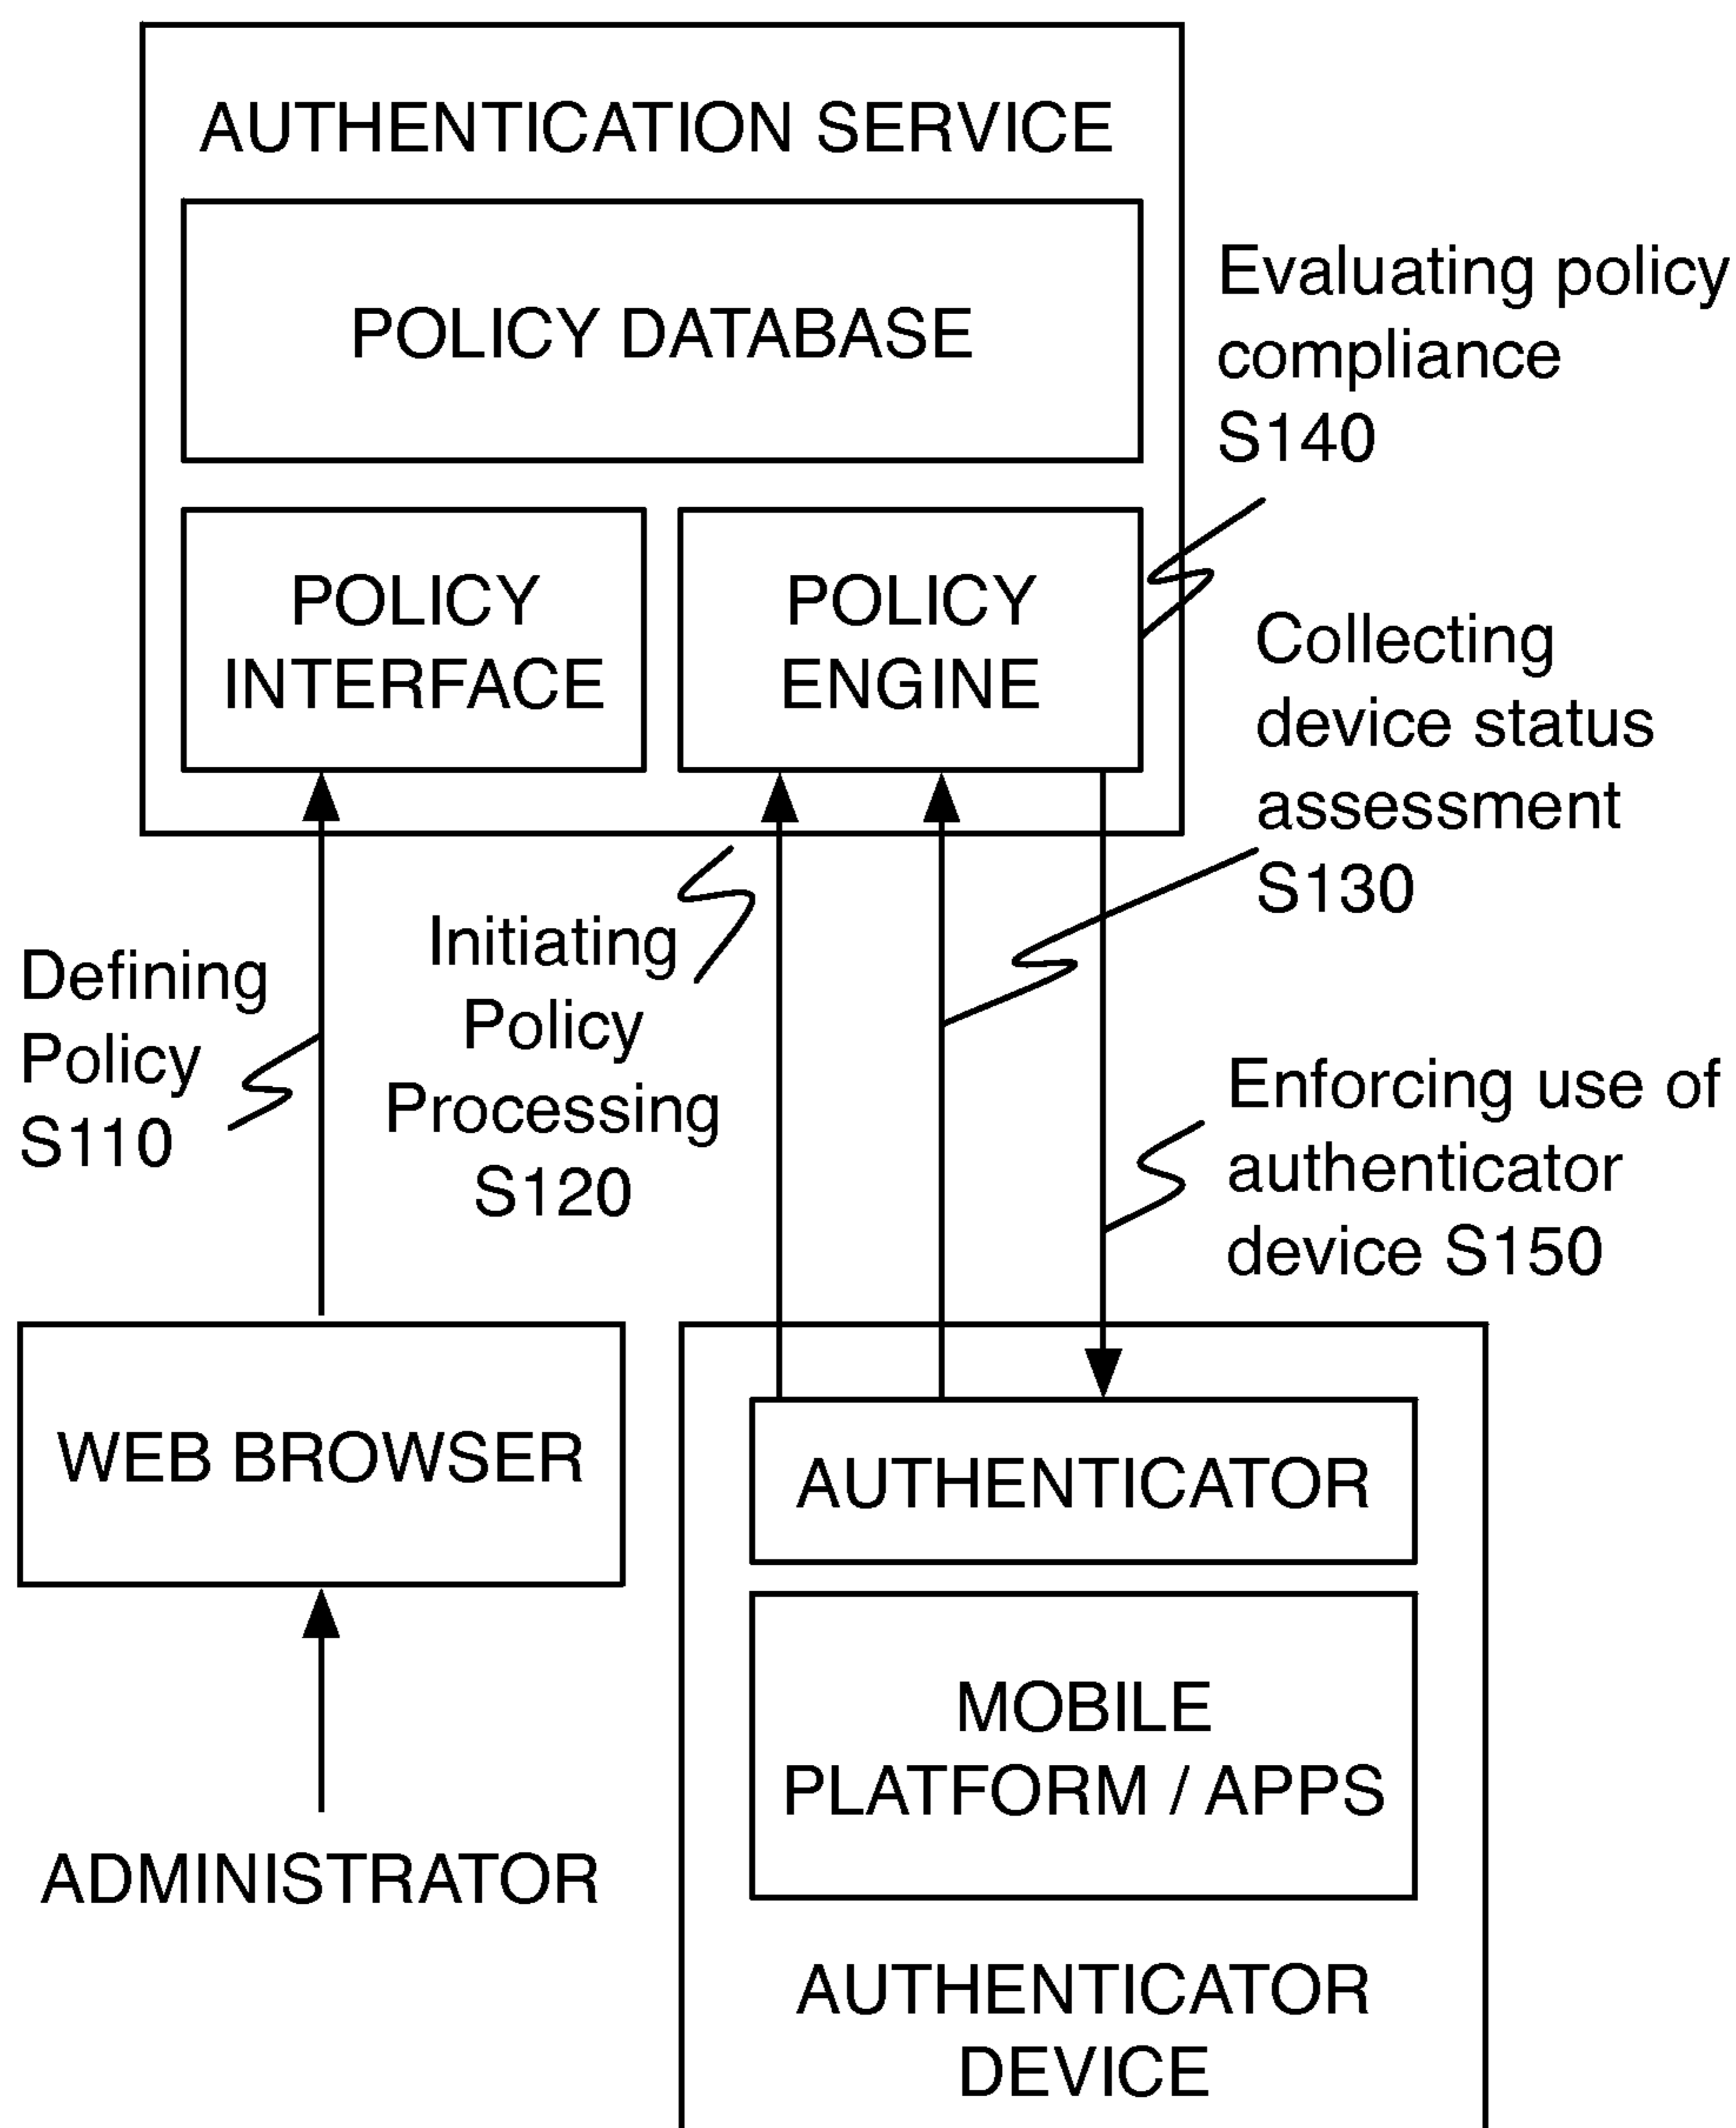 AUTHENTICATION SERVICE
POLICY DATABASE
POLICY
INTERFACE
POLICY
ENGINE
Evaluating policy
compliance
S140
Collecting
device status
assessment
S130
Defining
Policy
S110
Initiating
Policy
Processing
S120
Enforcing use of
authenticator
device S150
WEB BROWSER
ADMINISTRATOR
AUTHENTICATOR
MOBILE
PLATFORM / APPS
AUTHENTICATOR
DEVICE